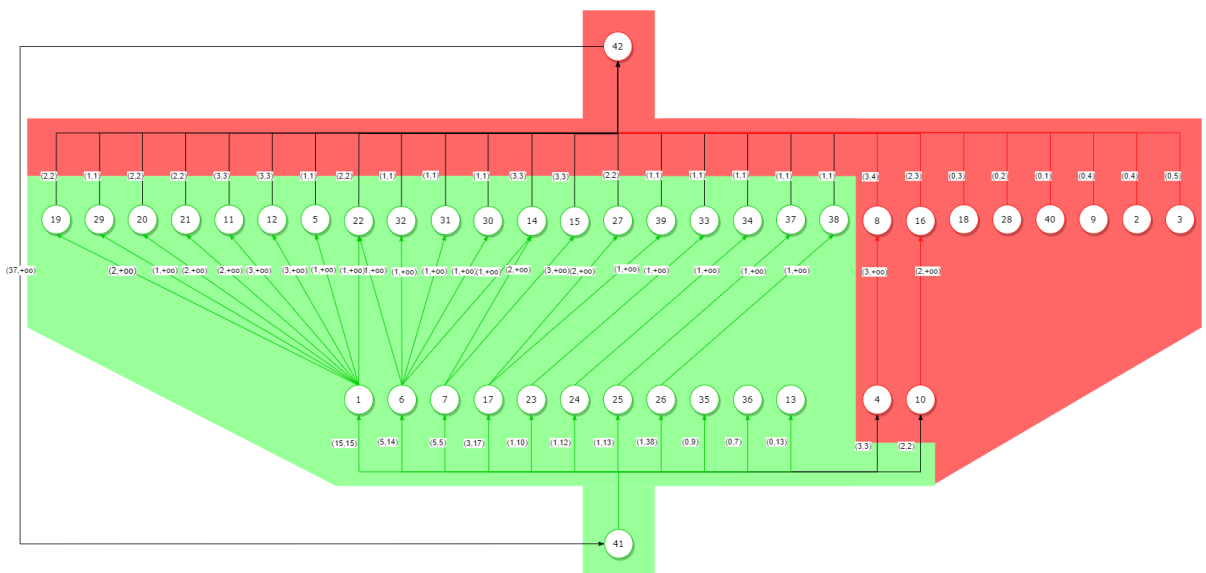 42
(2,2) (1,1) (2,2) (2,2) (3,3) (3,3) (1,1) (2,2) (1,1) (1,1) (1,1) (3,3) (3,3) (2,2) (1,1) (1,1) (1,1) (1,1) (1,1) (3,4) (2,3) (0,3) (0,2) (0,1) (0,4) (0,4) (0,5)
19 29 20 21 11 12 5 22 32 31 30 14 15 27 39 33 34 37 38 8 16 18 28 40 9 2 3
(37,+oo) (2,+oo) (1,+oo) (2,+oo) (2,+oo) (3,+oo) (3,+oo) (1,+oo) (1,+oo) (1,+oo) (1,+oo) (1,+oo) (1,+oo) (1,+oo) (2,+oo) (3,+oo) (2,+oo) (1,+oo) (1,+oo) (1,+oo) (1,+oo) (1,+oo) (3,+oo) (2,+oo)
1 6 7 17 23 24 25 26 35 36 13 4 10
(15,15) (5,14) (5,5) (3,17) (1,10) (1,12) (1,13) (1,38) (0,9) (0,7) (0,13) (3,3) (2,2)
41